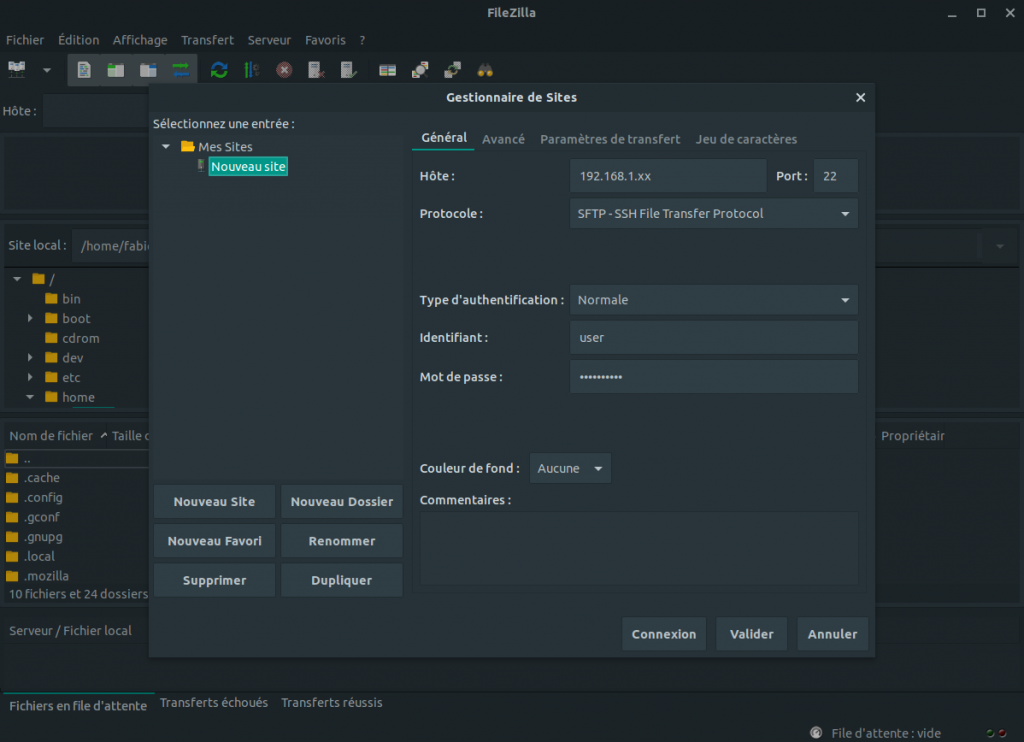 FileZilla
Fichier Édition Affichage Transfert Serveur Favoris ?
Hôte :
Gestionnaire de Sites
Sélectionnez une entrée :
Mes Sites
Nouveau site
Nouveau Site Nouveau Dossier
Nouveau Favori Renommer
Supprimer Dupliquer
Général Avancé Paramètres de transfert Jeu de caractères
Hôte : 192.168.1.xx Port : 22
Protocole : SFTP - SSH File Transfer Protocol
Type d'authentification : Normale
Identifiant : user
Mot de passe : ••••••••••
Couleur de fond : Aucune
Commentaires :
Connexion Valider Annuler
Site local : /home/fabi
/
bin
boot
cdrom
dev
etc
home
Nom de fichier Taille Propriétair
..
.cache
.config
.gconf
.gnupg
.local
.mozilla
10 fichiers et 24 dossiers
Serveur / Fichier local
Fichiers en file d'attente Transferts échoués Transferts réussis
File d'attente : vide